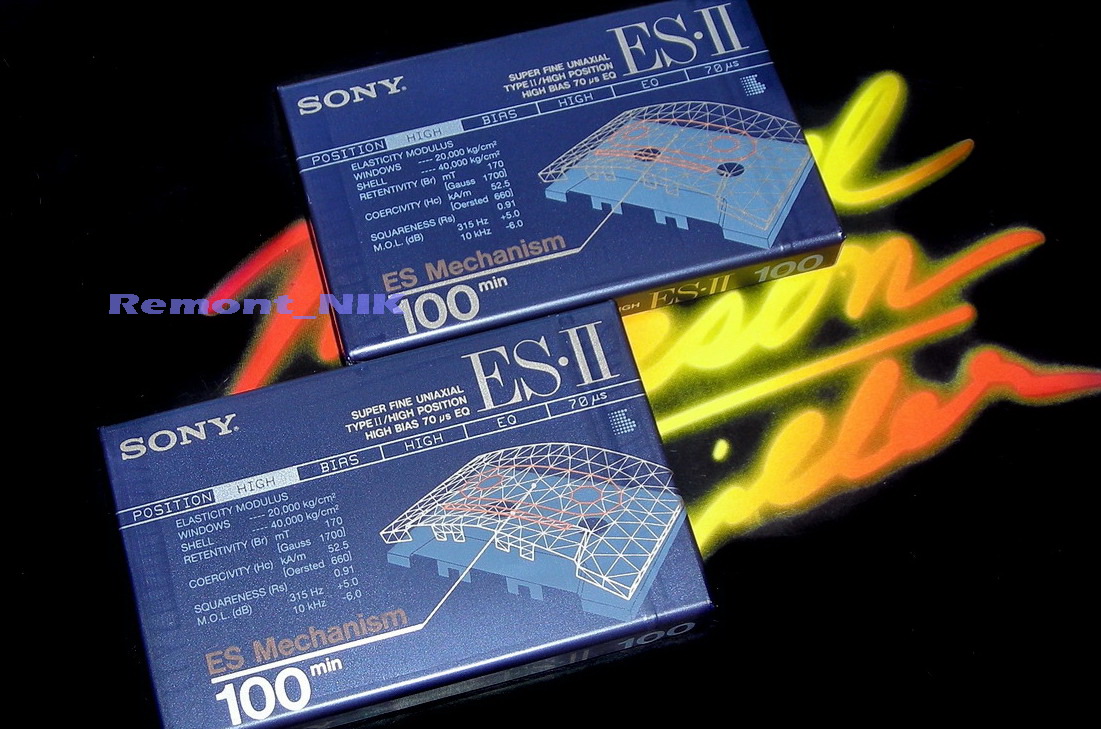 SONY®
SUPER FINE UNIAXIAL
TYPE II/HIGH POSITION
HIGH BIAS 70 μs EQ
ES·II
POSITION HIGH BIAS HIGH EQ 70μs
ELASTICITY MODULUS
WINDOWS ---- 20,000 kg/cm²
SHELL ---- 40,000 kg/cm²
RETENTIVITY (Br) mT 170
[Gauss 1700]
COERCIVITY (Hc) kA/m 52.5
[Oersted 660]
SQUARENESS (Rs) 0.91
M.O.L. (dB) 315 Hz +5.0
10 kHz -6.0
ES Mechanism
100 min
HIGH ES·II 100
Remont_NIK
SONY®
SUPER FINE UNIAXIAL
TYPE II/HIGH POSITION
HIGH BIAS 70 μs EQ
ES·II
POSITION HIGH BIAS HIGH EQ 70μs
ELASTICITY MODULUS
WINDOWS ---- 20,000 kg/cm²
SHELL ---- 40,000 kg/cm²
RETENTIVITY (Br) mT 170
[Gauss 1700]
COERCIVITY (Hc) kA/m 52.5
[Oersted 660]
SQUARENESS (Rs) 0.91
M.O.L. (dB) 315 Hz +5.0
10 kHz -6.0
ES Mechanism
100 min
ES·II 100